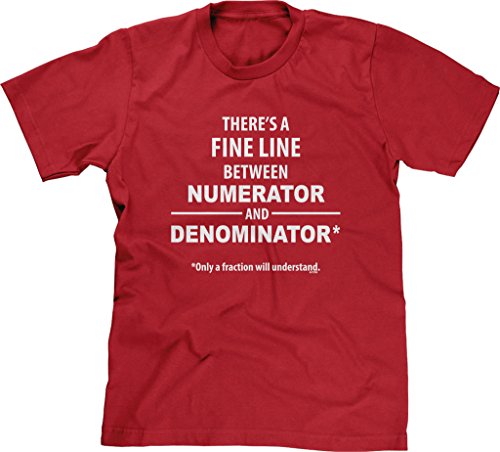 THERE'S A
FINE LINE
BETWEEN
NUMERATOR
AND
DENOMINATOR*
*Only a fraction will understand.